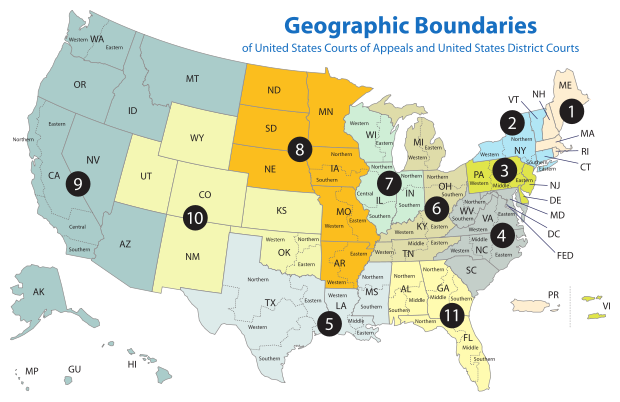 Geographic Boundaries
of United States Courts of Appeals and United States District Courts
Western
WA
Eastern
MT
ND
MN
OR
ID
SD
WY
NE
Northern
Eastern
NV
CA
9
UT
CO
10
KS
Central
Southern
AZ
NM
Western
Northern
OK
Eastern
8
Northern
IA
Southern
MO
Western
Eastern
AR
Western
Eastern
Western
WI
Eastern
7
Northern
Central
IL
Southern
Northern
IN
Southern
MI
Western
Eastern
Northern
OH
Southern
6
KY
Western
Eastern
Middle
TN
Western
Eastern
ME
1
NH
VT
2
MA
RI
CT
Northern
NY
Western
Southern
Eastern
3
PA
Western
Middle
Eastern
NJ
DE
MD
DC
FED
Northern
WV
Southern
VA
Eastern
Western
4
Middle
NC
Western
Eastern
SC
Northern
TX
Eastern
Western
Southern
5
Western
LA
Middle
Eastern
Northern
MS
Southern
Northern
AL
Middle
Southern
Northern
GA
Middle
Southern
11
Northern
FL
Middle
Southern
AK
HI
MP
GU
PR
VI